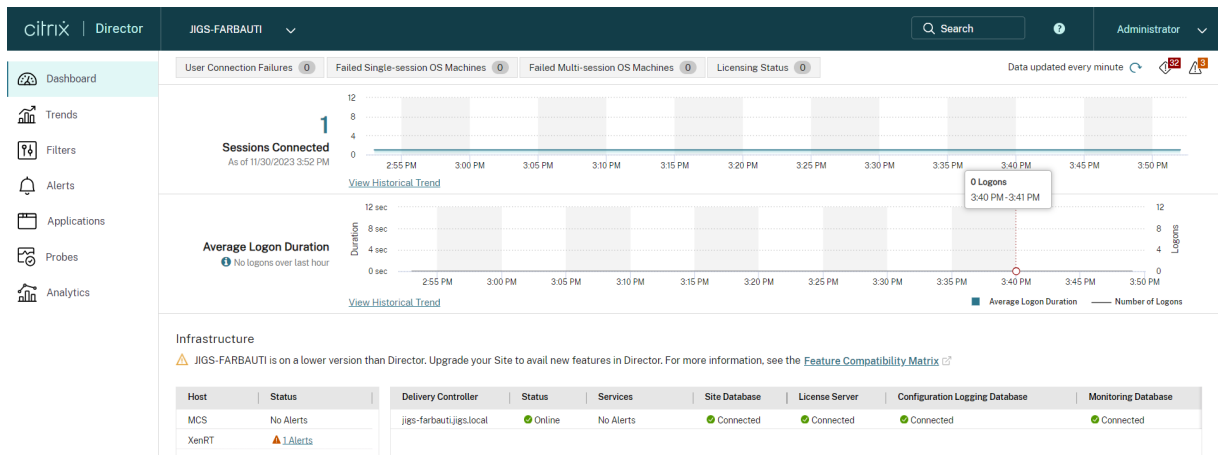 citrix | Director JIGS-FARBAUTI Search ? Administrator
Dashboard
Trends
Filters
Alerts
Applications
Probes
Analytics
User Connection Failures 0 Failed Single-session OS Machines 0 Failed Multi-session OS Machines 0 Licensing Status 0 Data updated every minute 32 3
1
Sessions Connected
As of 11/30/2023 3:52 PM
12
8
4
0
2:55 PM 3:00 PM 3:05 PM 3:10 PM 3:15 PM 3:20 PM 3:25 PM 3:30 PM 3:35 PM 3:40 PM 3:45 PM 3:50 PM
View Historical Trend
0 Logons
3:40 PM-3:41 PM
Average Logon Duration
No logons over last hour
Duration
12 sec
8 sec
4 sec
0 sec
12
8
4
0
Logons
2:55 PM 3:00 PM 3:05 PM 3:10 PM 3:15 PM 3:20 PM 3:25 PM 3:30 PM 3:35 PM 3:40 PM 3:45 PM 3:50 PM
View Historical Trend
Average Logon Duration Number of Logons
Infrastructure
JIGS-FARBAUTI is on a lower version than Director. Upgrade your Site to avail new features in Director. For more information, see the Feature Compatibility Matrix
Host Status
MCS No Alerts
XenRT 1 Alerts
Delivery Controller Status Services Site Database License Server Configuration Logging Database Monitoring Database
jigs-farbauti.jigs.local Online No Alerts Connected Connected Connected Connected